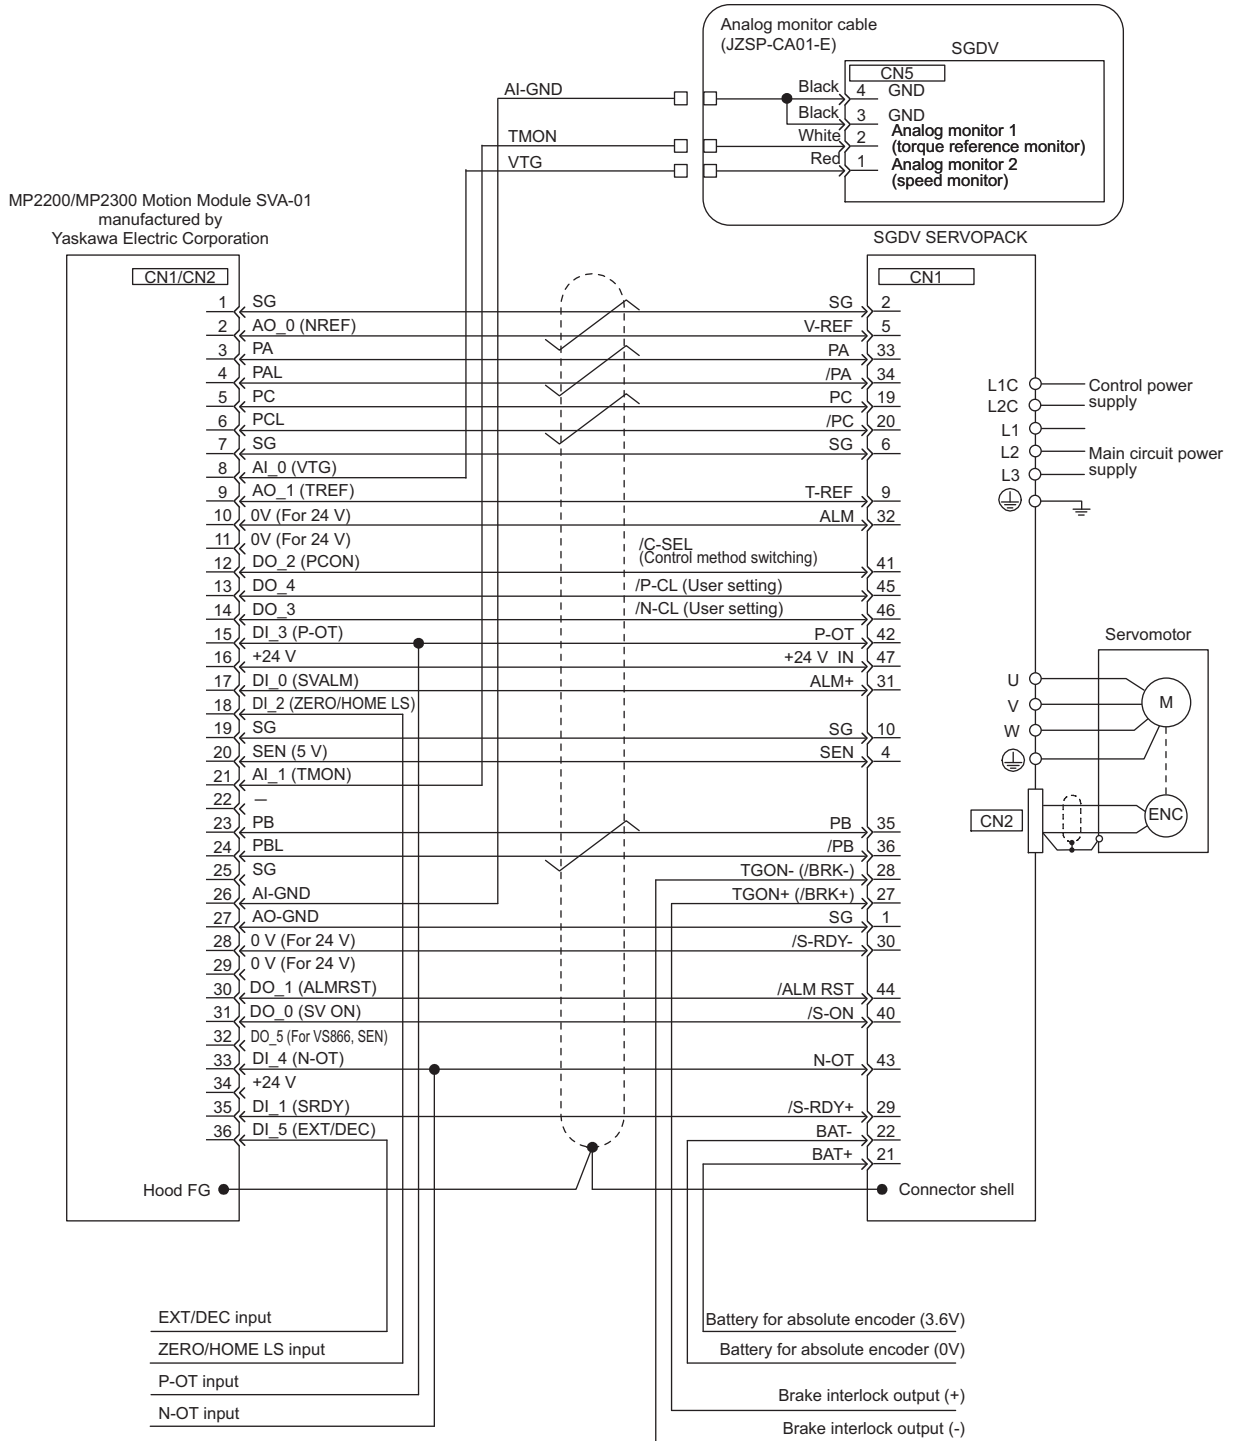 Analog monitor cable
(JZSP-CA01-E)
SGDV
CN5
AI-GND
Black 4 GND
Black 3 GND
TMON
White 2 Analog monitor 1
(torque reference monitor)
VTG
Red 1 Analog monitor 2
(speed monitor)
MP2200/MP2300 Motion Module SVA-01
manufactured by
Yaskawa Electric Corporation
SGDV SERVOPACK
CN1/CN2
CN1
1 SG SG 2
2 AO_0 (NREF) V-REF 5
3 PA PA 33
4 PAL /PA 34
5 PC PC 19
6 PCL /PC 20
7 SG SG 6
8 AI_0 (VTG)
9 AO_1 (TREF) T-REF 9
10 0V (For 24 V) ALM 32
11 0V (For 24 V)
/C-SEL
(Control method switching)
12 DO_2 (PCON) 41
13 DO_4 /P-CL (User setting) 45
14 DO_3 /N-CL (User setting) 46
15 DI_3 (P-OT) P-OT 42
16 +24 V +24 V IN 47
17 DI_0 (SVALM) ALM+ 31
18 DI_2 (ZERO/HOME LS)
19 SG SG 10
20 SEN (5 V) SEN 4
21 AI_1 (TMON)
22 —
23 PB PB 35
24 PBL /PB 36
25 SG TGON- (/BRK-) 28
26 AI-GND TGON+ (/BRK+) 27
27 AO-GND SG 1
28 0 V (For 24 V) /S-RDY- 30
29 0 V (For 24 V)
30 DO_1 (ALMRST) /ALM RST 44
31 DO_0 (SV ON) /S-ON 40
32 DO_5 (For VS866, SEN)
33 DI_4 (N-OT) N-OT 43
34 +24 V
35 DI_1 (SRDY) /S-RDY+ 29
36 DI_5 (EXT/DEC) BAT- 22
BAT+ 21
Hood FG
Connector shell
L1C Control power
L2C supply
L1
L2 Main circuit power
L3 supply
Servomotor
U
V
W
M
CN2
ENC
EXT/DEC input
ZERO/HOME LS input
P-OT input
N-OT input
Battery for absolute encoder (3.6V)
Battery for absolute encoder (0V)
Brake interlock output (+)
Brake interlock output (-)